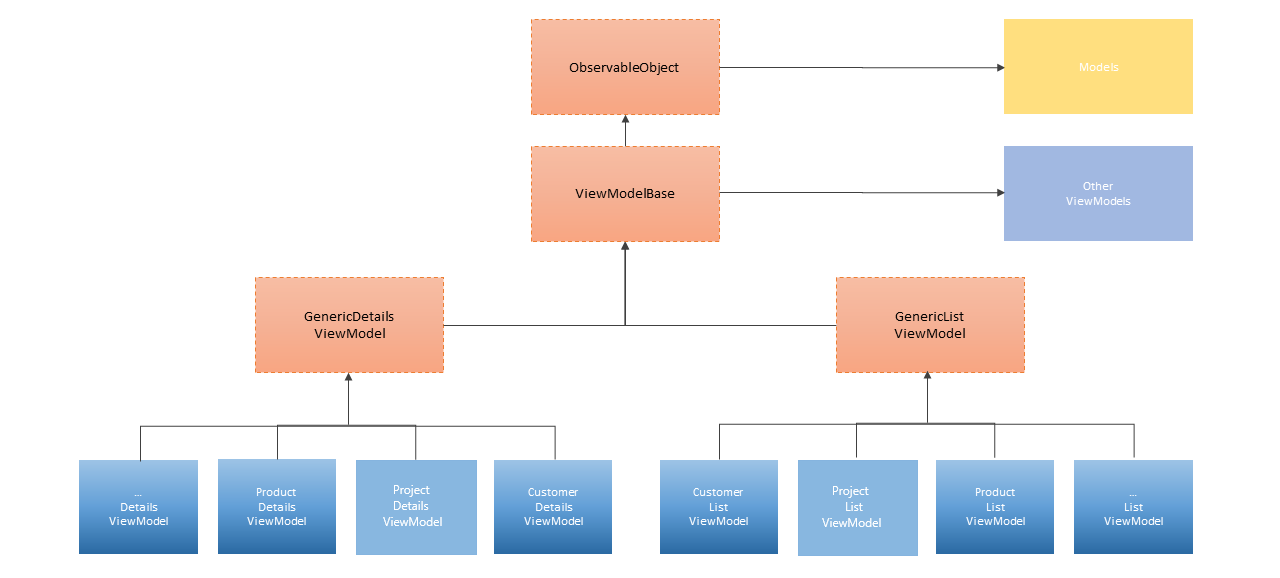 ObservableObject
Models
ViewModelBase
Other
ViewModels
GenericDetails
ViewModel
GenericList
ViewModel
...
Details
ViewModel
Product
Details
ViewModel
Project
Details
ViewModel
Customer
Details
ViewModel
Customer
List
ViewModel
Project
List
ViewModel
Product
List
ViewModel
...
List
ViewModel